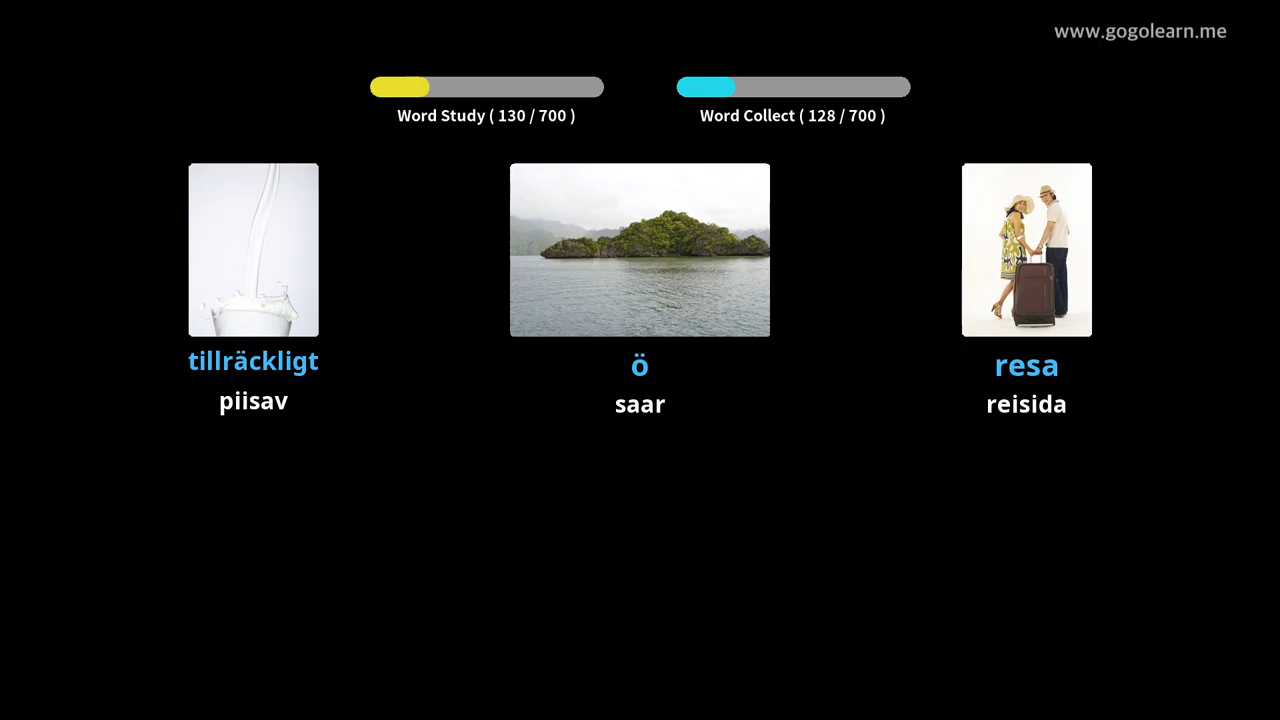 www.gogolearn.me
Word Study ( 130 / 700 )
Word Collect ( 128 / 700 )
tillräckligt
piisav
ö
saar
resa
reisida